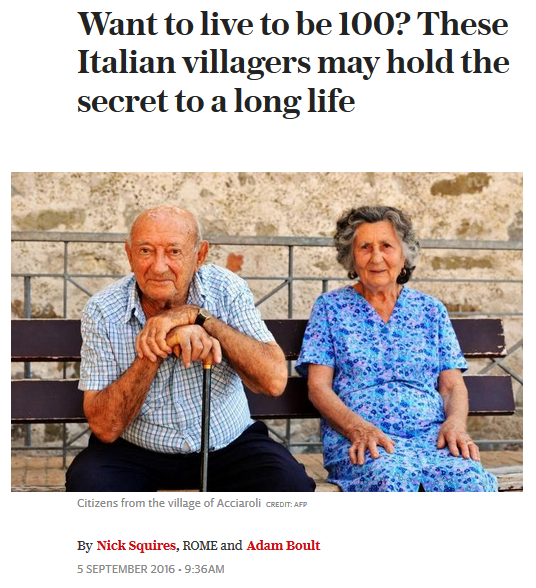 Want to live to be 100? These
Italian villagers may hold the
secret to a long life
Citizens from the village of Acciaroli CREDIT: AFP
By Nick Squires, ROME and Adam Boult
5 SEPTEMBER 2016 • 9:36AM